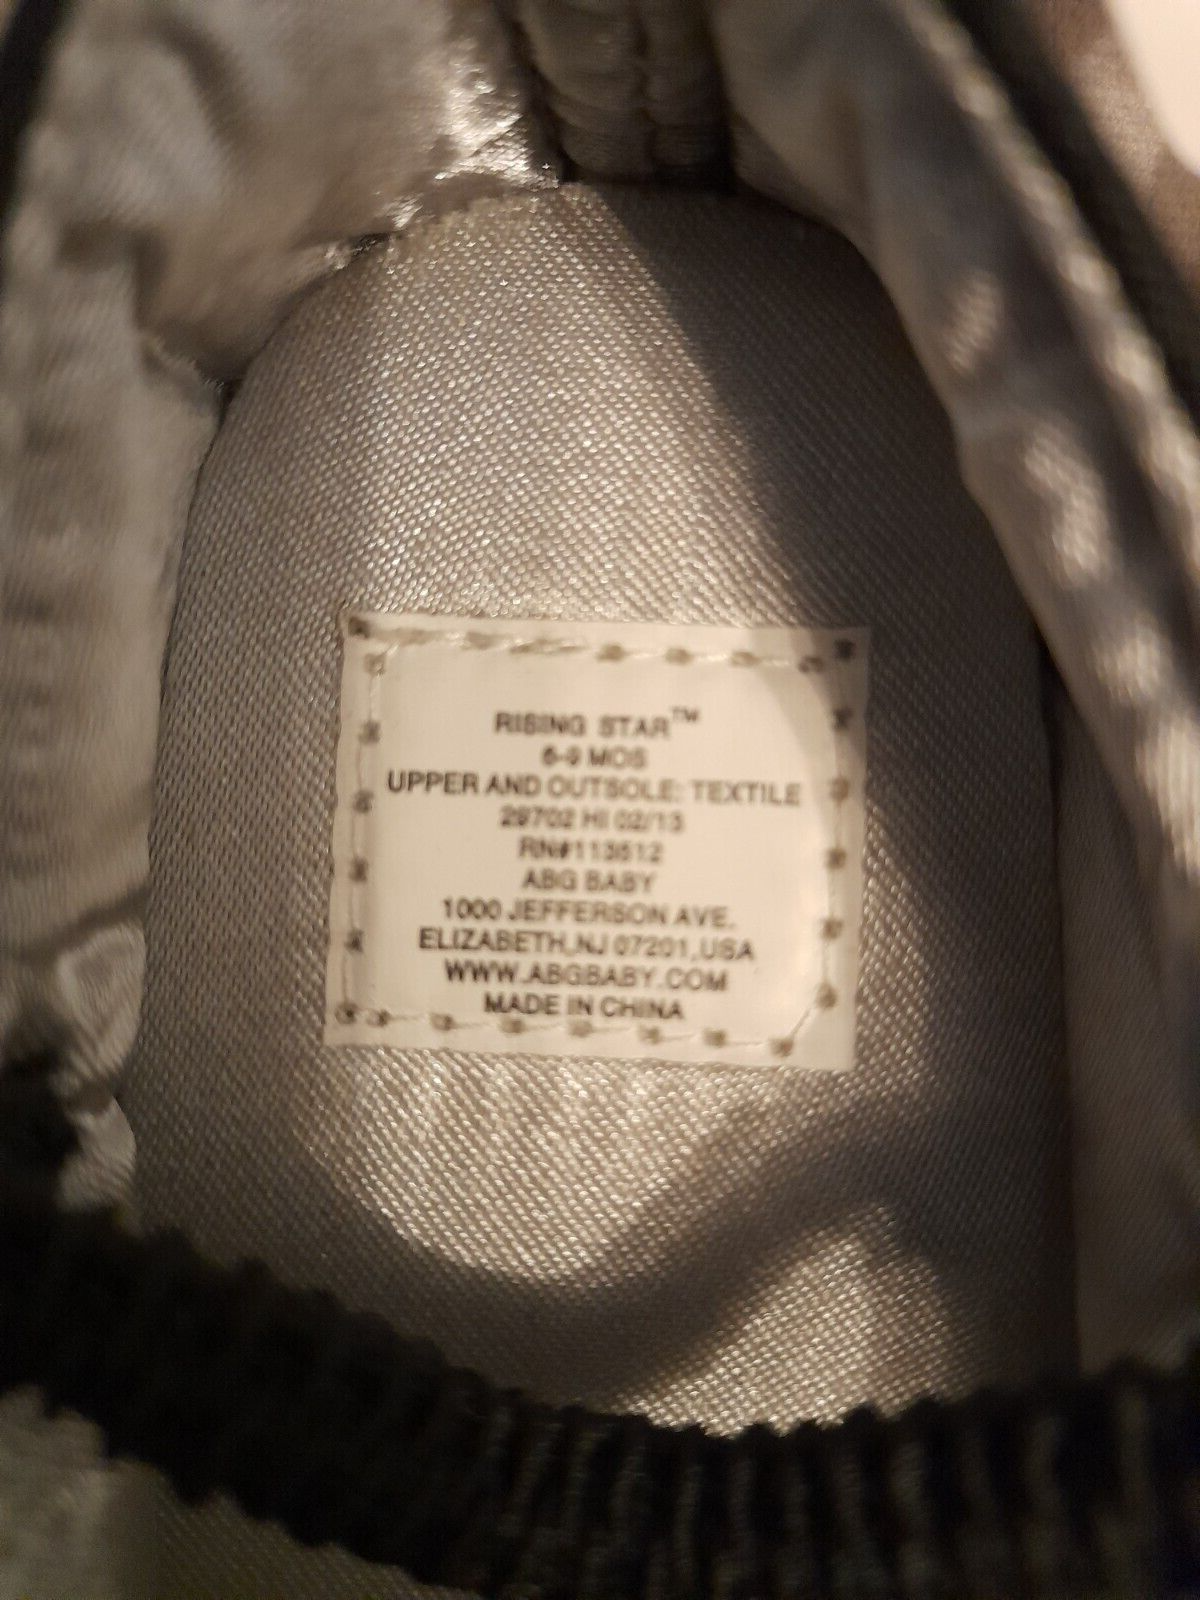 RISING STAR™
6-9 MOS
UPPER AND OUTSOLE: TEXTILE
29702 HI 02/13
RN#113612
ABG BABY
1000 JEFFERSON AVE.
ELIZABETH,NJ 07201,USA
WWW.ABGBABY.COM
MADE IN CHINA